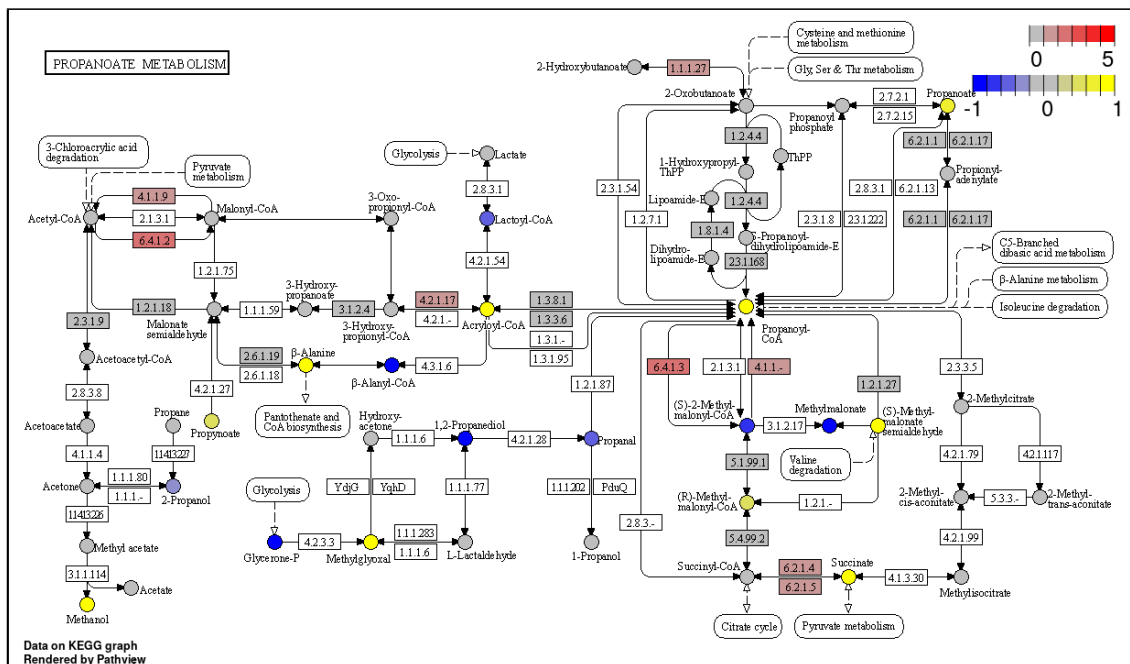 PROPANOATE METABOLISM
Cysteine and methionine
metabolism
0 5
2-Hydroxybutanoate
1.1.1.27
Gly, Ser & Thr metabolism
-1 0 1
2-Oxobutanoate
Propanoyl
phosphate
2.7.2.1
2.7.2.15
Propanoate
3-Chloroacrylic acid
degradation
Pyruvate
metabolism
Glycolysis
Lactate
1.2.4.4
ThPP
6.2.1.1
6.2.1.17
1-Hydroxypropyl-
ThPP
Propionyl-
adenylate
2.8.3.1
2.3.1.54
2.8.3.1
6.2.1.13
4.1.1.9
Malonyl-CoA
3-Oxo-
propionyl-CoA
Lipoamide-E
1.2.4.4
Acetyl-CoA
2.1.3.1
Lactoyl-CoA
1.2.7.1
2.3.1.8
2.3.1.222
6.2.1.1
6.2.1.17
6.4.1.2
1.8.1.4
S-Propanoyl-
dihydrolipoamide-E
Dihydro-
lipoamide-E
2.3.1.168
C5-Branched
dibasic acid metabolism
4.2.1.54
1.2.1.75
β-Alanine metabolism
3-Hydroxy-
propanoate
4.2.1.17
1.3.8.1
Isoleucine degradation
1.2.1.18
1.1.1.59
3.1.2.4
4.2.1.-
Acryloyl-CoA
1.3.3.6
2.3.1.9
Malonate
semialdehyde
3-Hydroxy-
propionyl-CoA
1.3.1.-
Propanoyl-
CoA
1.3.1.95
Acetoacetyl-CoA
2.6.1.19
2.6.1.18
β-Alanine
4.3.1.6
β-Alanyl-CoA
6.4.1.3
2.1.3.1
4.1.1.-
2.3.3.5
2.8.3.8
4.2.1.27
1.2.1.87
1.2.1.27
Pantothenate and
CoA biosynthesis
Propane
Propynoate
Hydroxy-
acetone
1,2-Propanediol
(S)-2-Methyl-
malonyl-CoA
Methylmalonate
(S)-Methyl-
malonate
semialdehyde
2-Methylcitrate
Acetoacetate
1.1.1.6
4.2.1.28
Propanal
3.1.2.17
4.1.1.4
1.14.13.227
Valine
degradation
4.2.1.79
4.2.1.117
5.1.99.1
1.1.1.80
1.1.1.-
Acetone
2-Propanol
Glycolysis
YdjG
YqhD
1.1.1.77
1.1.1.202
PduQ
(R)-Methyl-
malonyl-CoA
1.2.1.-
2-Methyl-
cis-aconitate
5.3.3.-
2-Methyl-
trans-aconitate
1.14.13.226
2.8.3.-
1.1.1.283
1.1.1.6
4.2.3.3
5.4.99.2
4.2.1.99
Methyl acetate
Glycerone-P
Methylglyoxal
L-Lactaldehyde
1-Propanol
3.1.1.114
Succinyl-CoA
6.2.1.4
6.2.1.5
Succinate
4.1.3.30
Methylisocitrate
Acetate
Methanol
Citrate cycle
Pyruvate metabolism
Data on KEGG graph
Rendered by Pathview